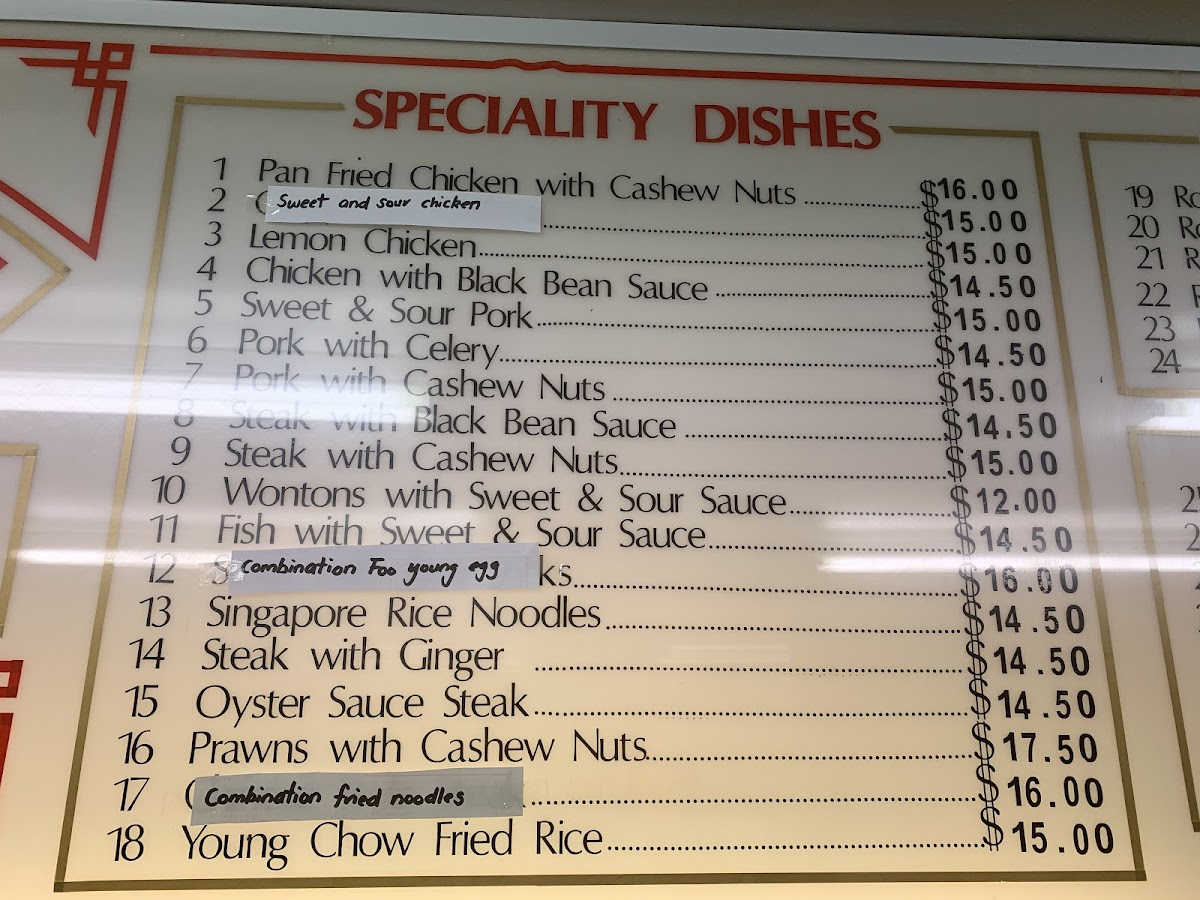 SPECIALITY DISHES
1 Pan Fried Chicken with Cashew Nuts ........ $16.00
2 Sweet and sour chicken ........ $15.00
3 Lemon Chicken ........ $15.00
4 Chicken with Black Bean Sauce ........ $14.50
5 Sweet & Sour Pork ........ $15.00
6 Pork with Celery ........ $14.50
7 Pork with Cashew Nuts ........ $15.00
8 Steak with Black Bean Sauce ........ $14.50
9 Steak with Cashew Nuts ........ $15.00
10 Wontons with Sweet & Sour Sauce ........ $12.00
11 Fish with Sweet & Sour Sauce ........ $14.50
12 Combination Foo young egg ks ........ $16.00
13 Singapore Rice Noodles ........ $14.50
14 Steak with Ginger ........ $14.50
15 Oyster Sauce Steak ........ $14.50
16 Prawns with Cashew Nuts ........ $17.50
17 Combination fried noodles ........ $16.00
18 Young Chow Fried Rice ........ $15.00
19
20
21
22
23
24